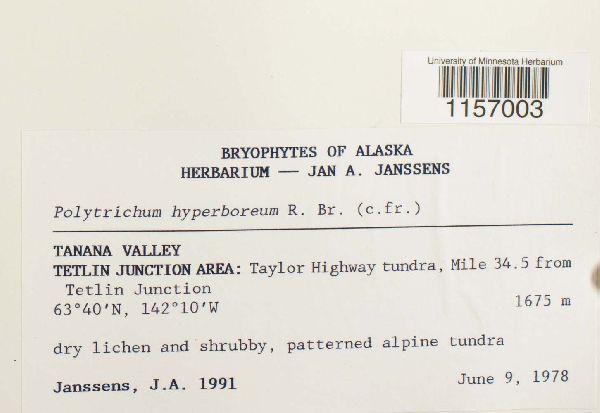 University of Minnesota Herbarium
1157003
BRYOPHYTES OF ALASKA
HERBARIUM — JAN A. JANSSENS
Polytrichum hyperboreum R. Br. (c.fr.)
TANANA VALLEY
TETLIN JUNCTION AREA: Taylor Highway tundra, Mile 34.5 from
Tetlin Junction
63°40'N, 142°10'W 1675 m
dry lichen and shrubby, patterned alpine tundra
Janssens, J.A. 1991 June 9, 1978